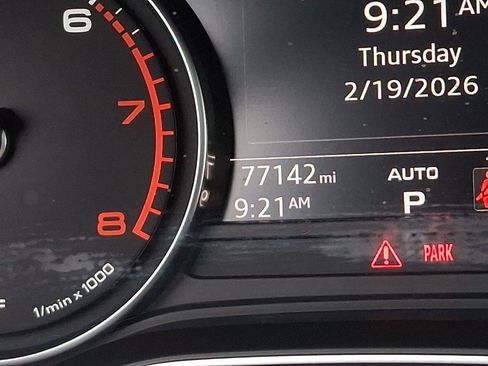 9:21 AM
Thursday
2/19/2026
6
7
8
1/min x 1000
77142 mi
9:21 AM
AUTO
P
PARK